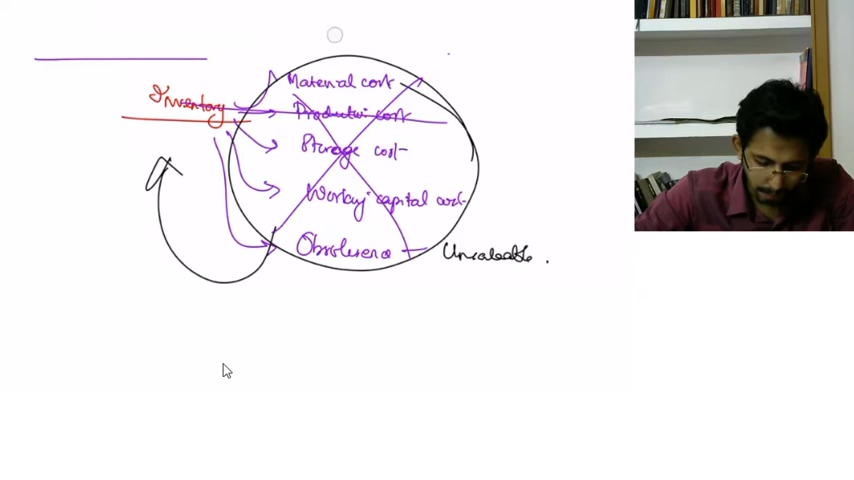 Material cost
Inventory
Production cost
Storage cost
Working capital cost
Obsolescence — Unsaleable.